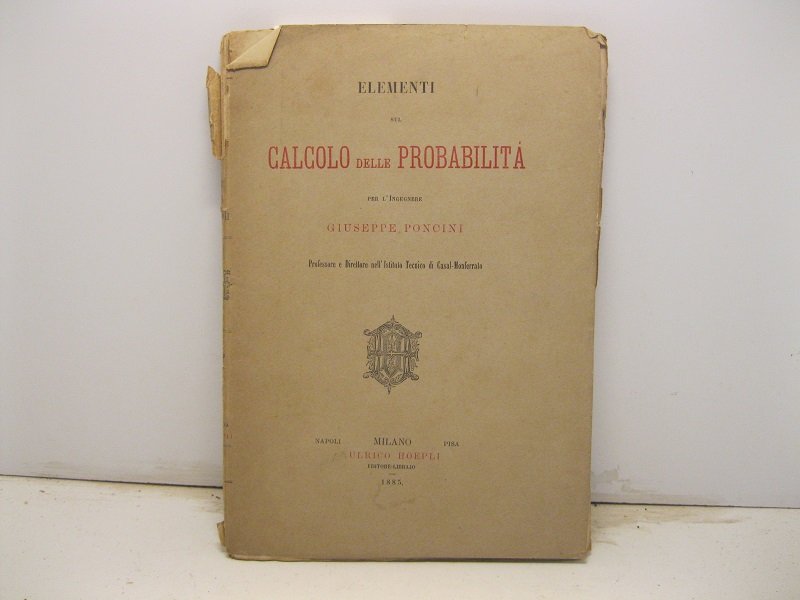 ELEMENTI
SUL
CALCOLO DELLE PROBABILITÁ
PER L'INGEGNERE
GIUSEPPE PONCINI
Professore e Direttore nell'Istituto Tecnico di Casal-Monferrato
NAPOLI MILANO PISA
ULRICO HOEPLI
EDITORE-LIBRAIO
1885.